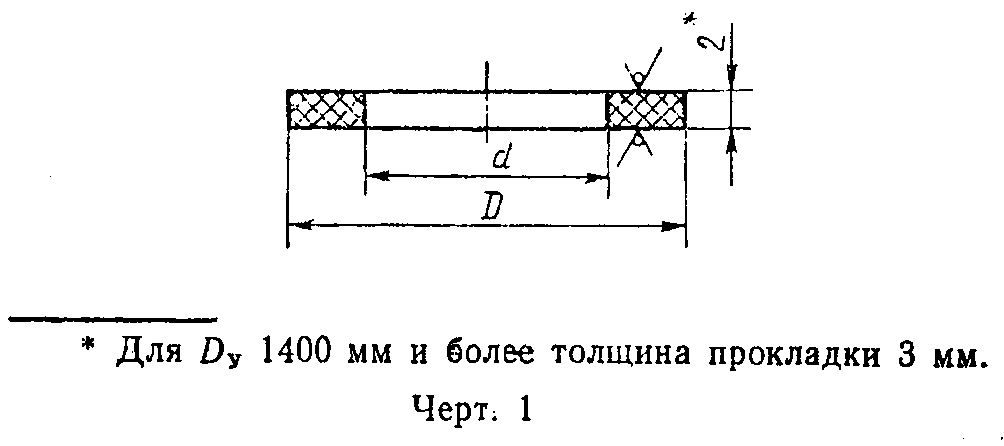 2*
d
D
* Для Dу 1400 мм и более толщина прокладки 3 мм.
Черт. 1